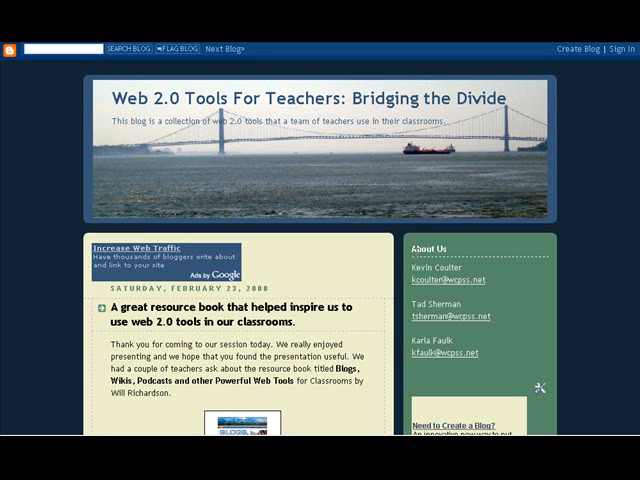 SEARCH BLOG FLAG BLOG Next Blog» Create Blog | Sign In
Web 2.0 Tools For Teachers: Bridging the Divide
This blog is a collection of web 2.0 tools that a team of teachers use in their classrooms.
Increase Web Traffic
Have thousands of bloggers write about
and link to your site
Ads by Google
SATURDAY, FEBRUARY 23, 2008
A great resource book that helped inspire us to
use web 2.0 tools in our classrooms.
Thank you for coming to our session today. We really enjoyed
presenting and we hope that you found the presentation useful. We
had a couple of teachers ask about the resource book titled Blogs,
Wikis, Podcasts and other Powerful Web Tools for Classrooms by
Will Richardson.
BLOGS,
About Us
Kevin Coulter
kcoulter@wcpss.net
Tad Sherman
tsherman@wcpss.net
Karla Faulk
kfaulk@wcpss.net
Need to Create a Blog?
An innovative new way to put